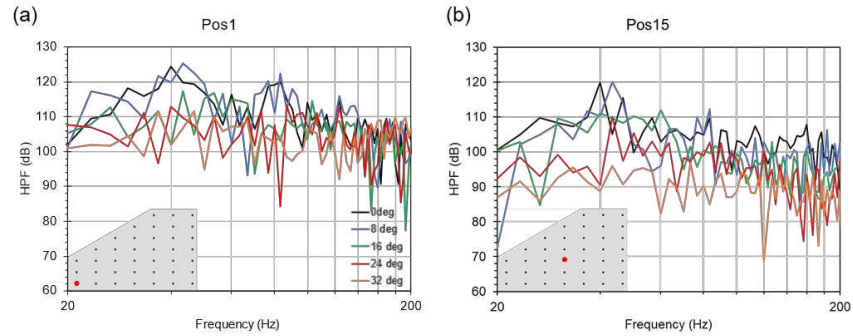 (a)
Pos1
130
120
110
100
90
80
70
60
HPF (dB)
0deg
8 deg
16 deg
24 deg
32 deg
20
200
Frequency (Hz)
(b)
Pos15
130
120
110
100
90
80
70
60
HPF (dB)
20
200
Frequency (Hz)